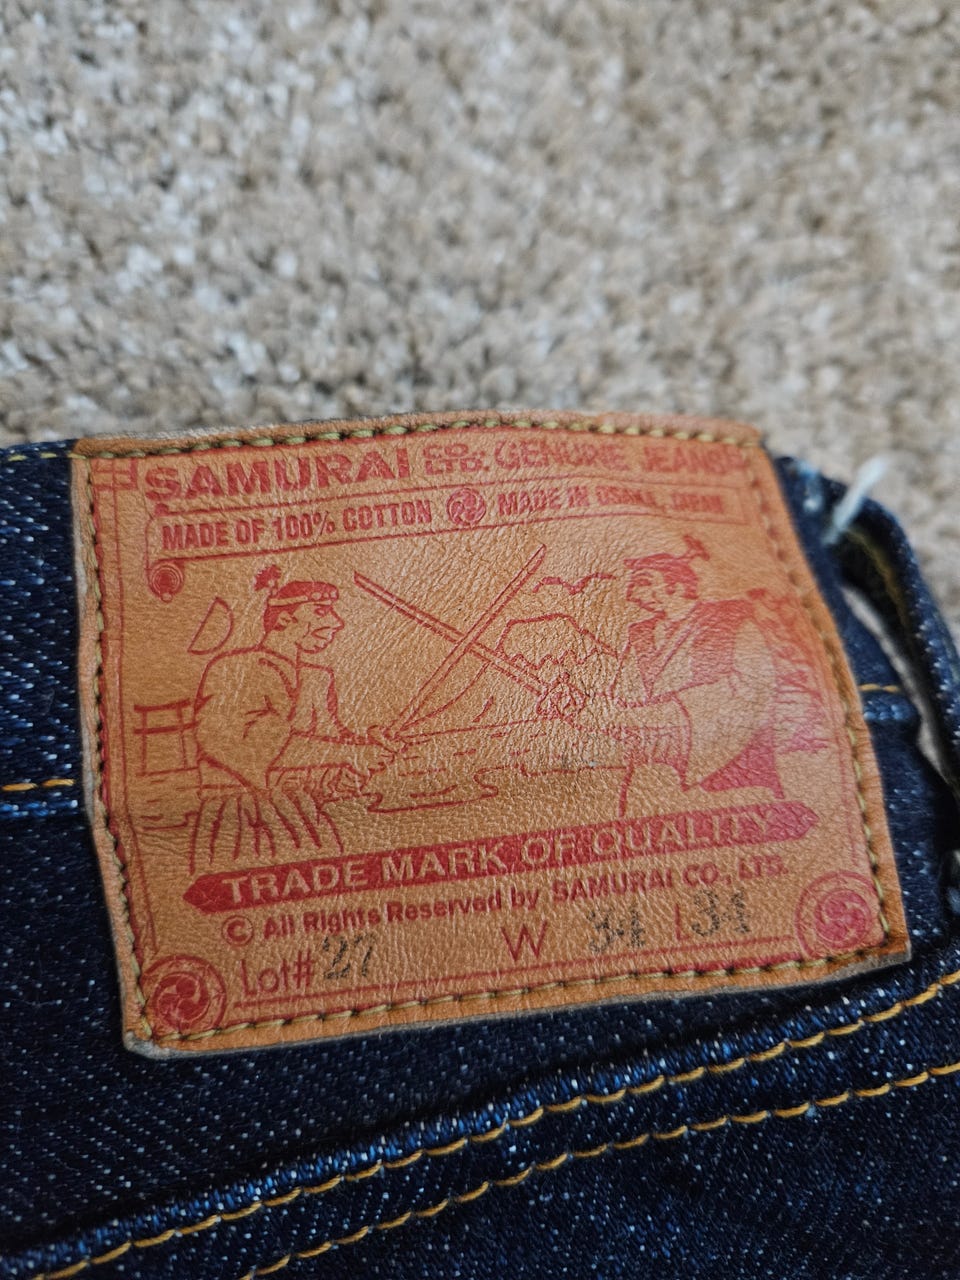 SAMURAI CO., LTD. GENUINE JEANS
MADE OF 100% COTTON MADE IN OSAKA, JAPAN
TRADE MARK OF QUALITY
© All Rights Reserved by SAMURAI CO., LTD.
Lot# 27 W 34 L 34